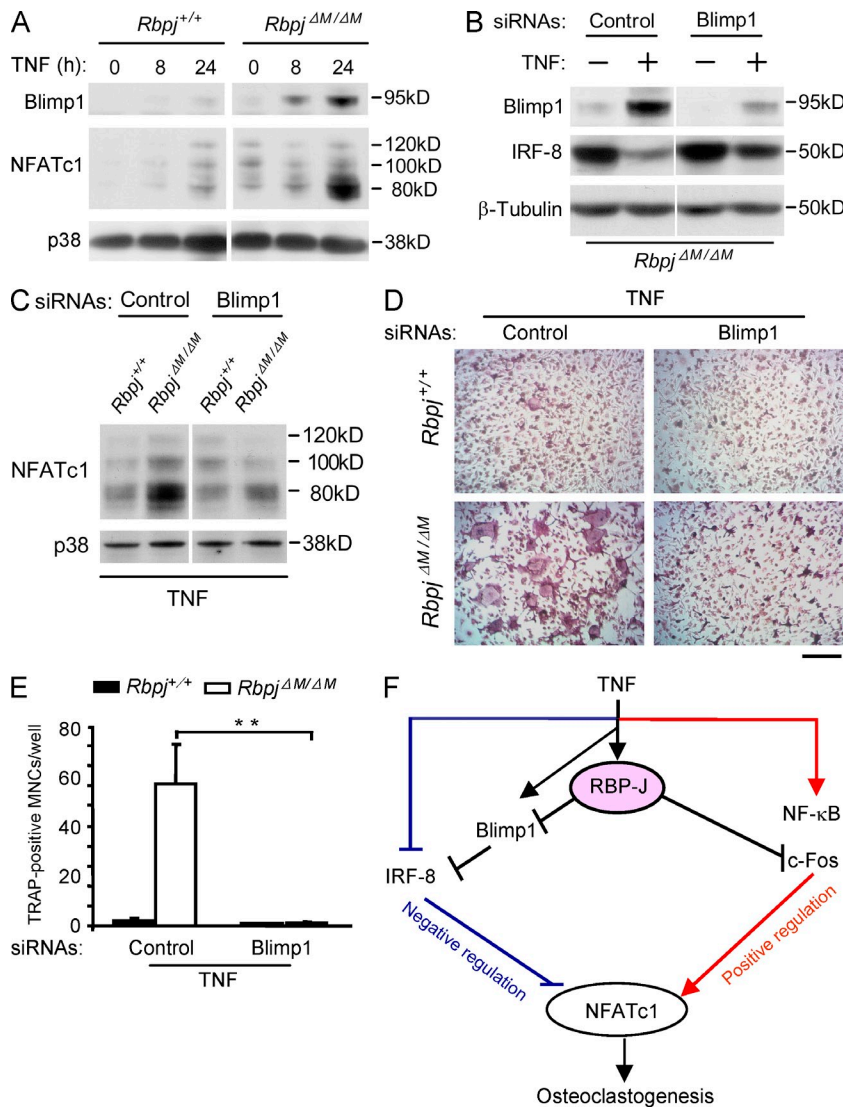 A
Rbpj+/+
Rbpj ΔM/ΔM
TNF (h):
0 8 24 0 8 24
Blimp1
95kD
NFATc1
120kD
100kD
80kD
p38
38kD
B
siRNAs: Control Blimp1
TNF: − + − +
Blimp1
95kD
IRF-8
50kD
β-Tubulin
50kD
Rbpj ΔM/ΔM
C
siRNAs: Control Blimp1
Rbpj+/+ Rbpj ΔM/ΔM Rbpj+/+ Rbpj ΔM/ΔM
NFATc1
120kD
100kD
80kD
p38
38kD
TNF
D
TNF
siRNAs: Control Blimp1
Rbpj+/+
Rbpj ΔM/ΔM
E
Rbpj+/+ Rbpj ΔM/ΔM
TRAP-positive MNCs/well
80
60
40
20
0
**
siRNAs: Control Blimp1
TNF
F
TNF
RBP-J
NF-κB
Blimp1
c-Fos
IRF-8
Negative regulation
Positive regulation
NFATc1
Osteoclastogenesis